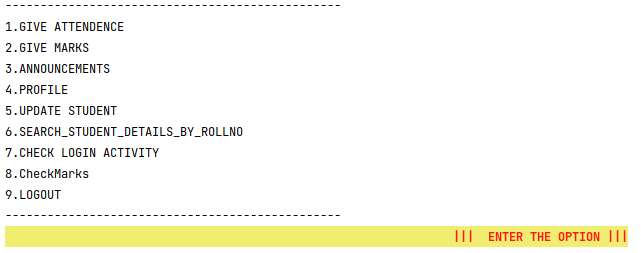 ------------------------------------------------
1.GIVE ATTENDENCE
2.GIVE MARKS
3.ANNOUNCEMENTS
4.PROFILE
5.UPDATE STUDENT
6.SEARCH_STUDENT_DETAILS_BY_ROLLNO
7.CHECK LOGIN ACTIVITY
8.CheckMarks
9.LOGOUT
------------------------------------------------
|||  ENTER THE OPTION |||